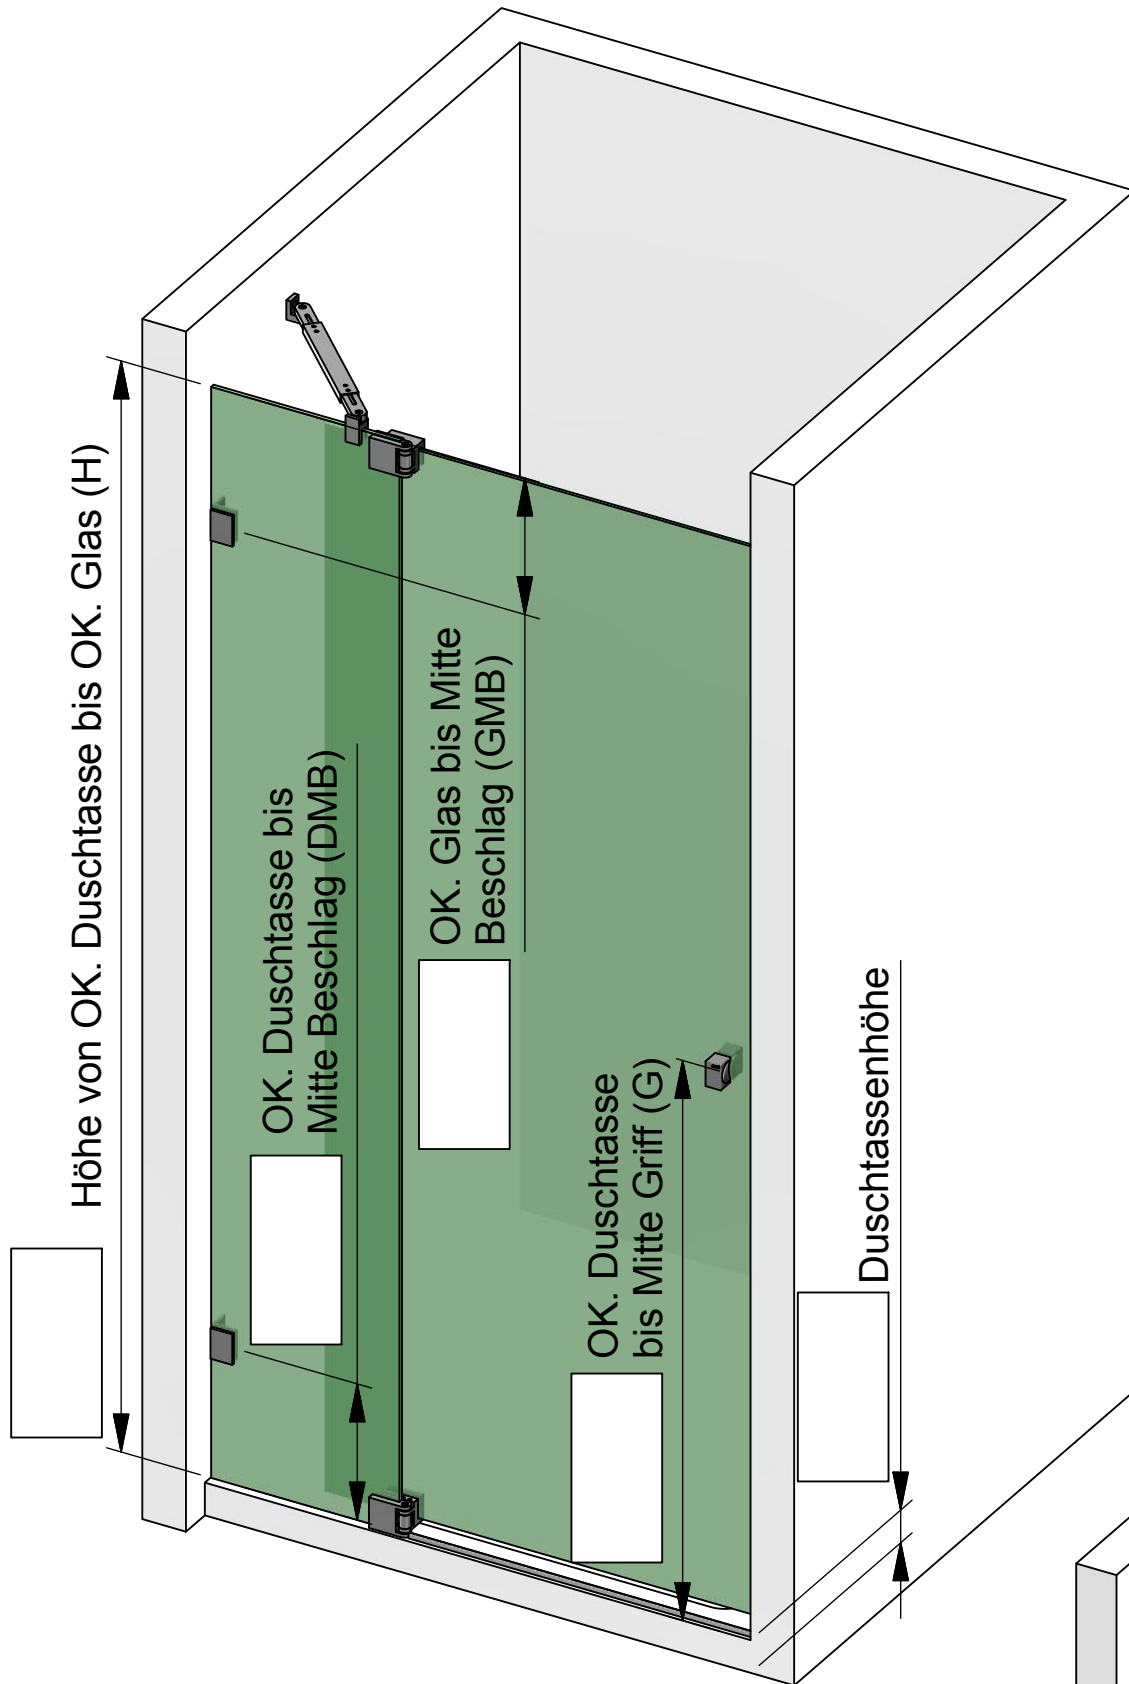 Höhe von OK. Duschtasse bis OK. Glas (H)
OK. Duschtasse bis
Mitte Beschlag (DMB)
OK. Glas bis Mitte
Beschlag (GMB)
OK. Duschtasse
bis Mitte Griff (G)
Duschtassenhöhe